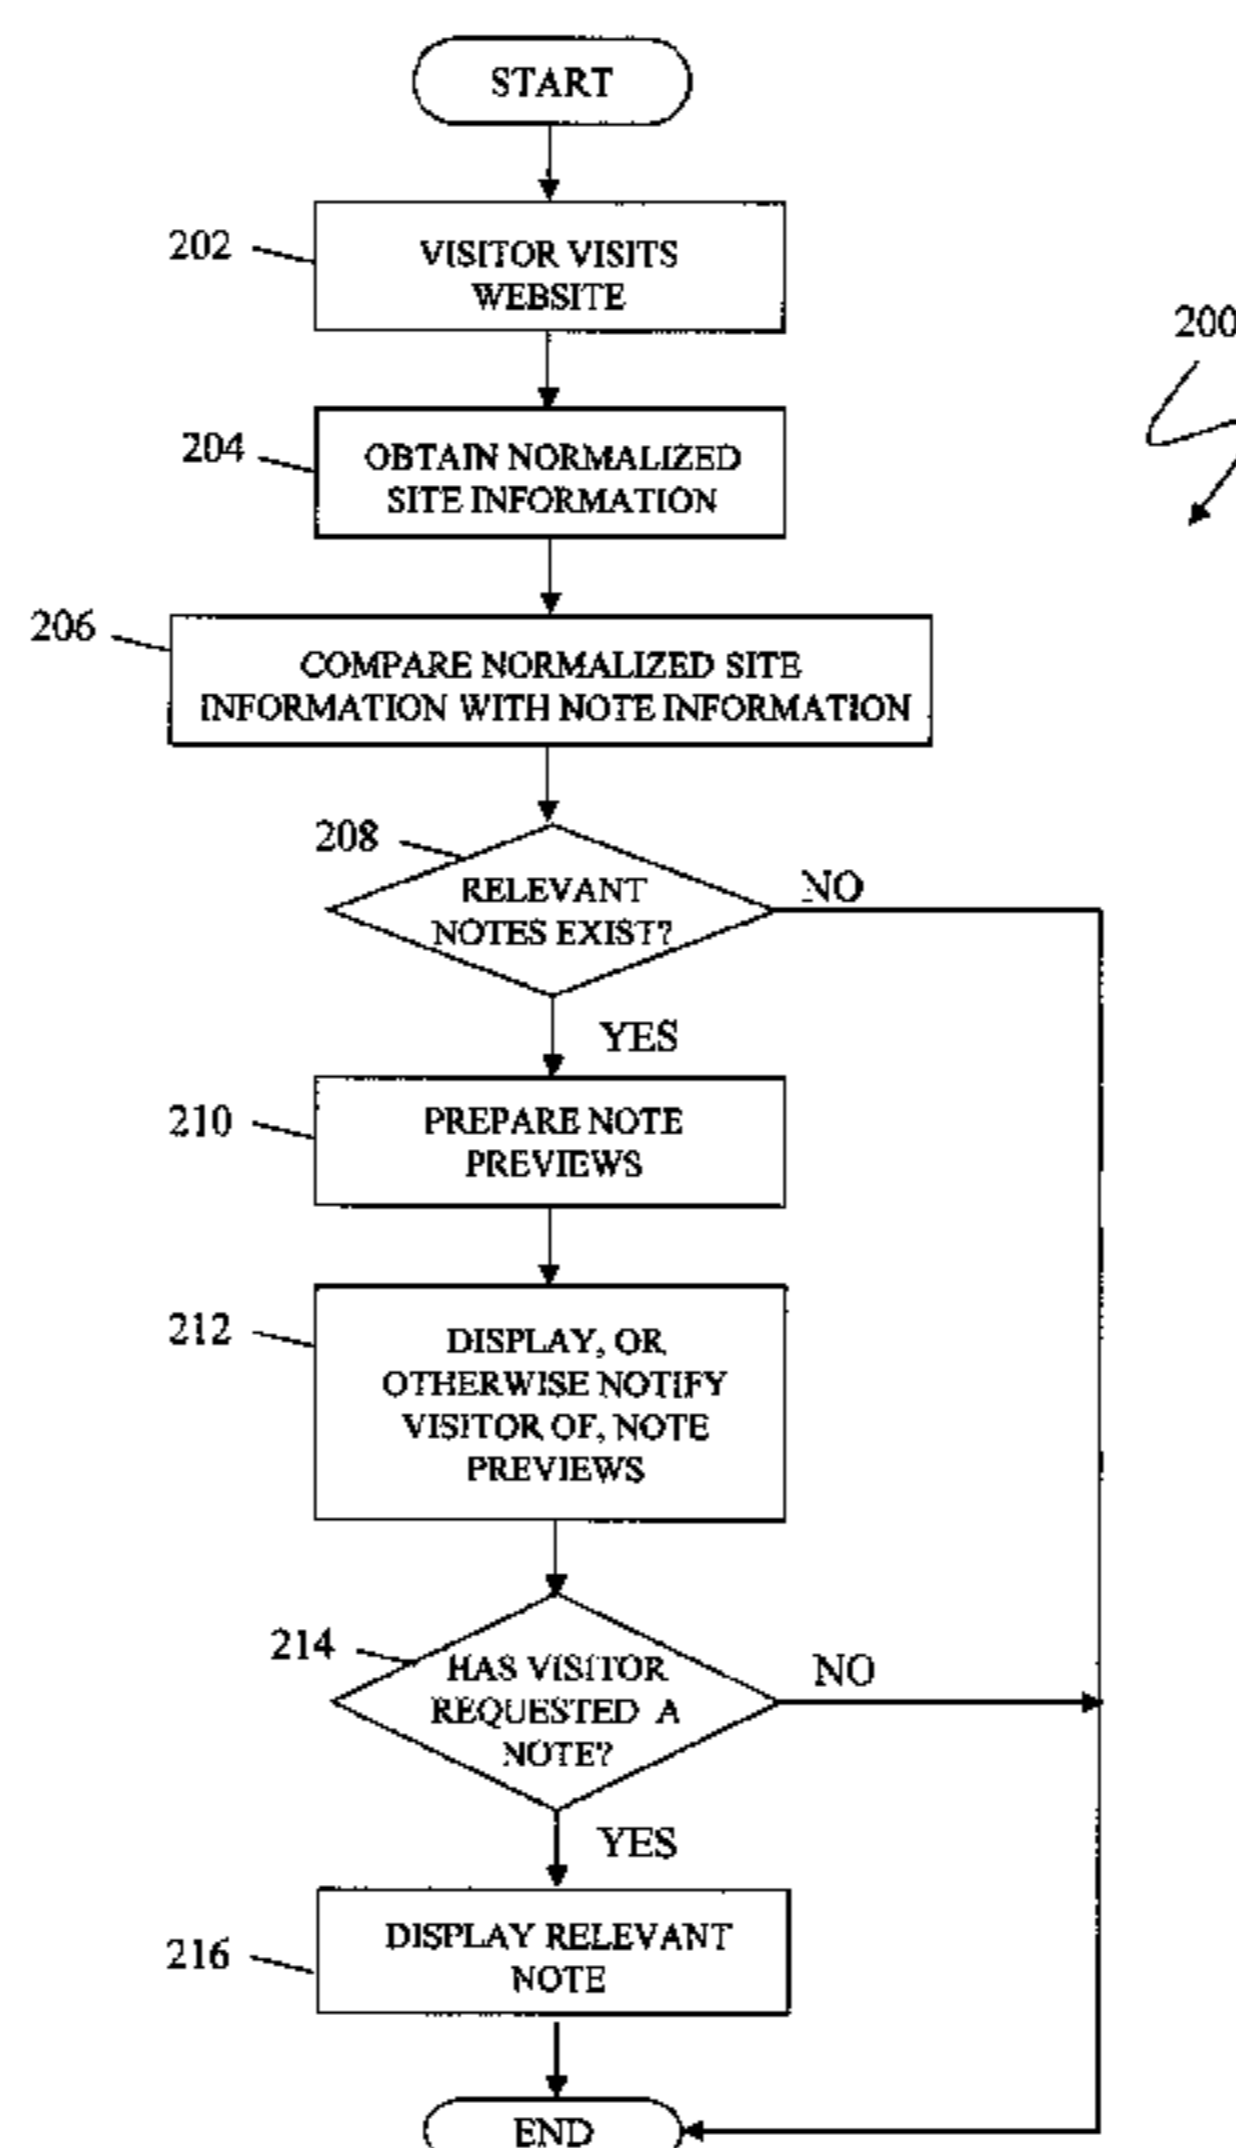 START
202
VISITOR VISITS
WEBSITE
200
204
OBTAIN NORMALIZED
SITE INFORMATION
206
COMPARE NORMALIZED SITE
INFORMATION WITH NOTE INFORMATION
208
RELEVANT
NOTES EXIST?
NO
YES
210
PREPARE NOTE
PREVIEWS
212
DISPLAY, OR
OTHERWISE NOTIFY
VISITOR OF, NOTE
PREVIEWS
214
HAS VISITOR
REQUESTED A
NOTE?
NO
YES
216
DISPLAY RELEVANT
NOTE
END